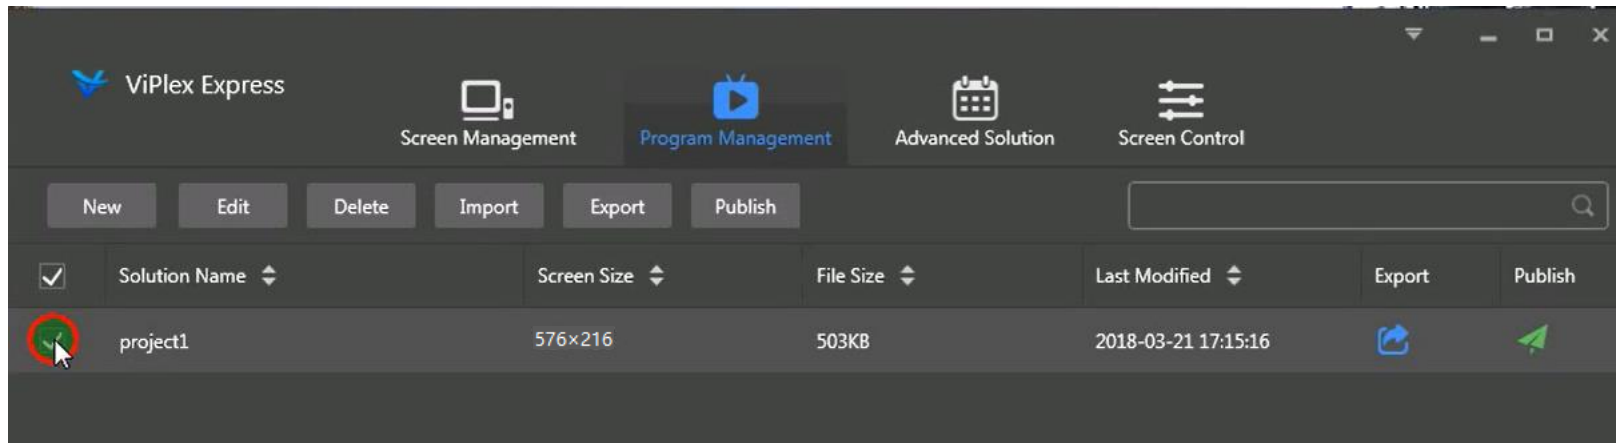 ViPlex Express
Screen Management
Program Management
Advanced Solution
Screen Control
New
Edit
Delete
Import
Export
Publish
Solution Name
Screen Size
File Size
Last Modified
Export
Publish
project1
576×216
503KB
2018-03-21 17:15:16